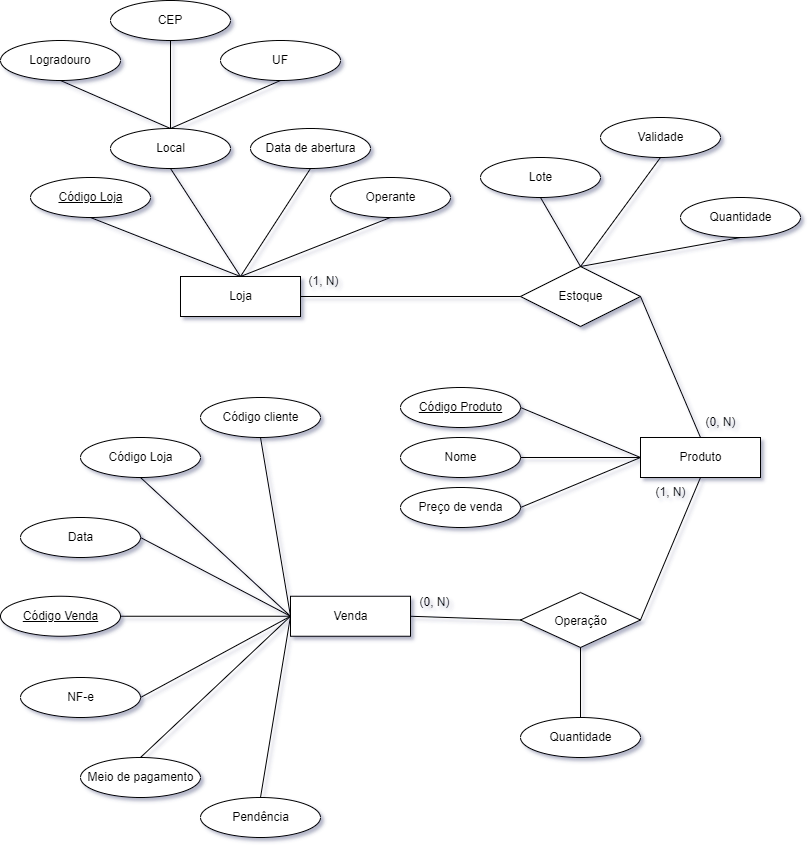 CEP
Logradouro
UF
Local
Data de abertura
Código Loja
Operante
Loja
(1, N)
Validade
Lote
Quantidade
Estoque
Código Produto
Nome
Preço de venda
(0, N)
Produto
(1, N)
Código cliente
Código Loja
Data
Código Venda
NF-e
Meio de pagamento
Pendência
Venda
(0, N)
Operação
Quantidade